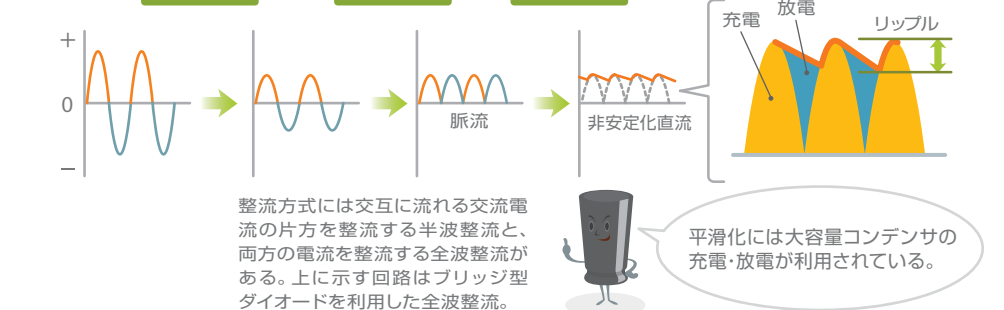 充電
放電
リップル
+
0
−
脈流
非安定化直流
整流方式には交互に流れる交流電
流の片方を整流する半波整流と、
両方の電流を整流する全波整流が
ある。上に示す回路はブリッジ型
ダイオードを利用した全波整流。
平滑化には大容量コンデンサの
充電・放電が利用されている。